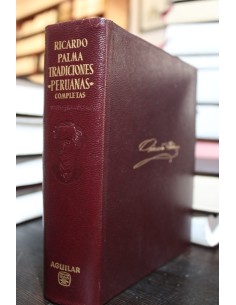 RICARDO
PALMA
TRADICIONES
•PERUANAS•
COMPLETAS
AGUILAR